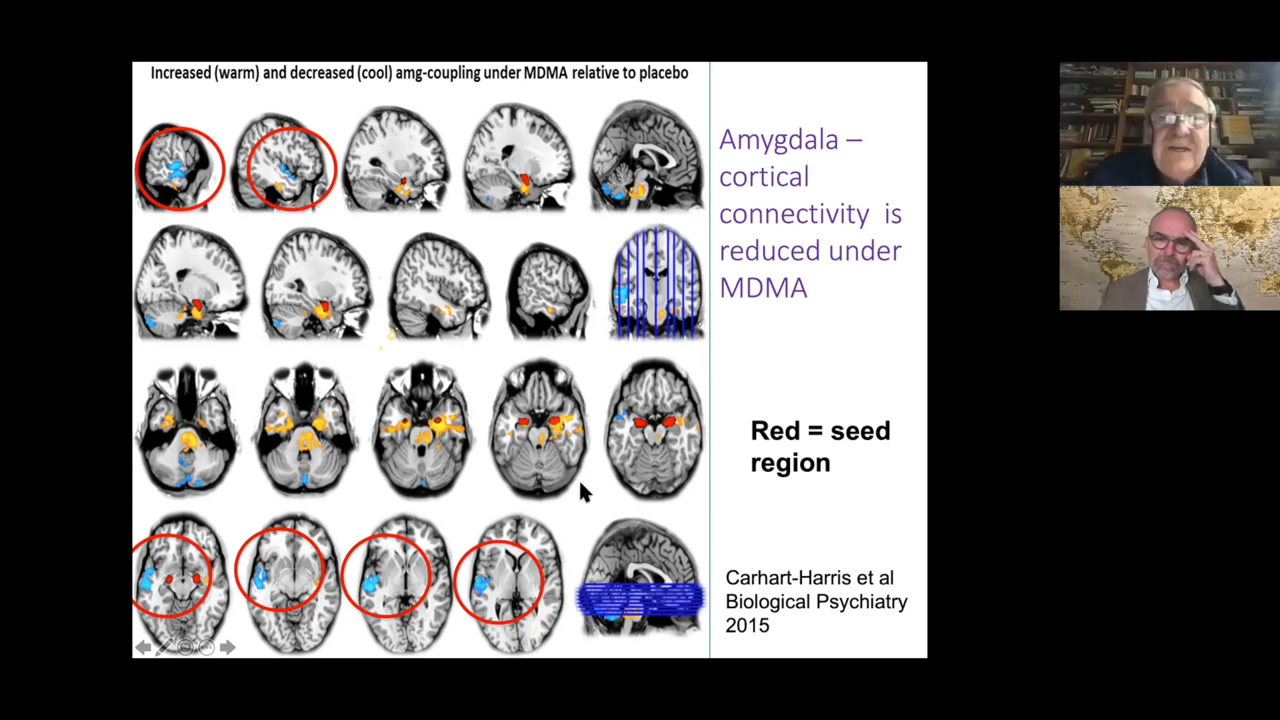 Increased (warm) and decreased (cool) amg-coupling under MDMA relative to placebo
Amygdala –
cortical
connectivity is
reduced under
MDMA
Red = seed
region
Carhart-Harris et al
Biological Psychiatry
2015